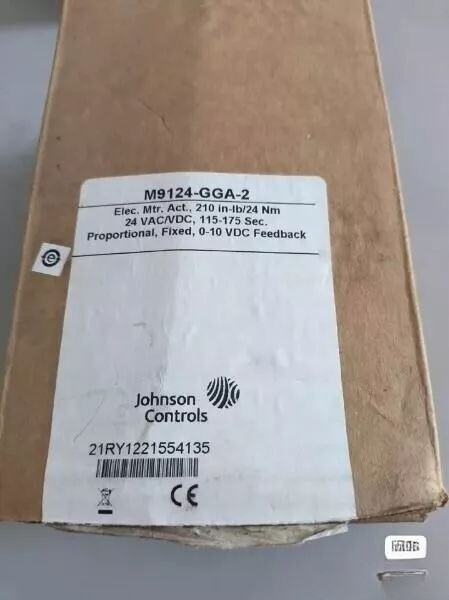 M9124-GGA-2
Elec. Mtr. Act., 210 in-lb/24 Nm
24 VAC/VDC, 115-175 Sec.
Proportional, Fixed, 0-10 VDC Feedback
Johnson
Controls
21RY1221554135
CE